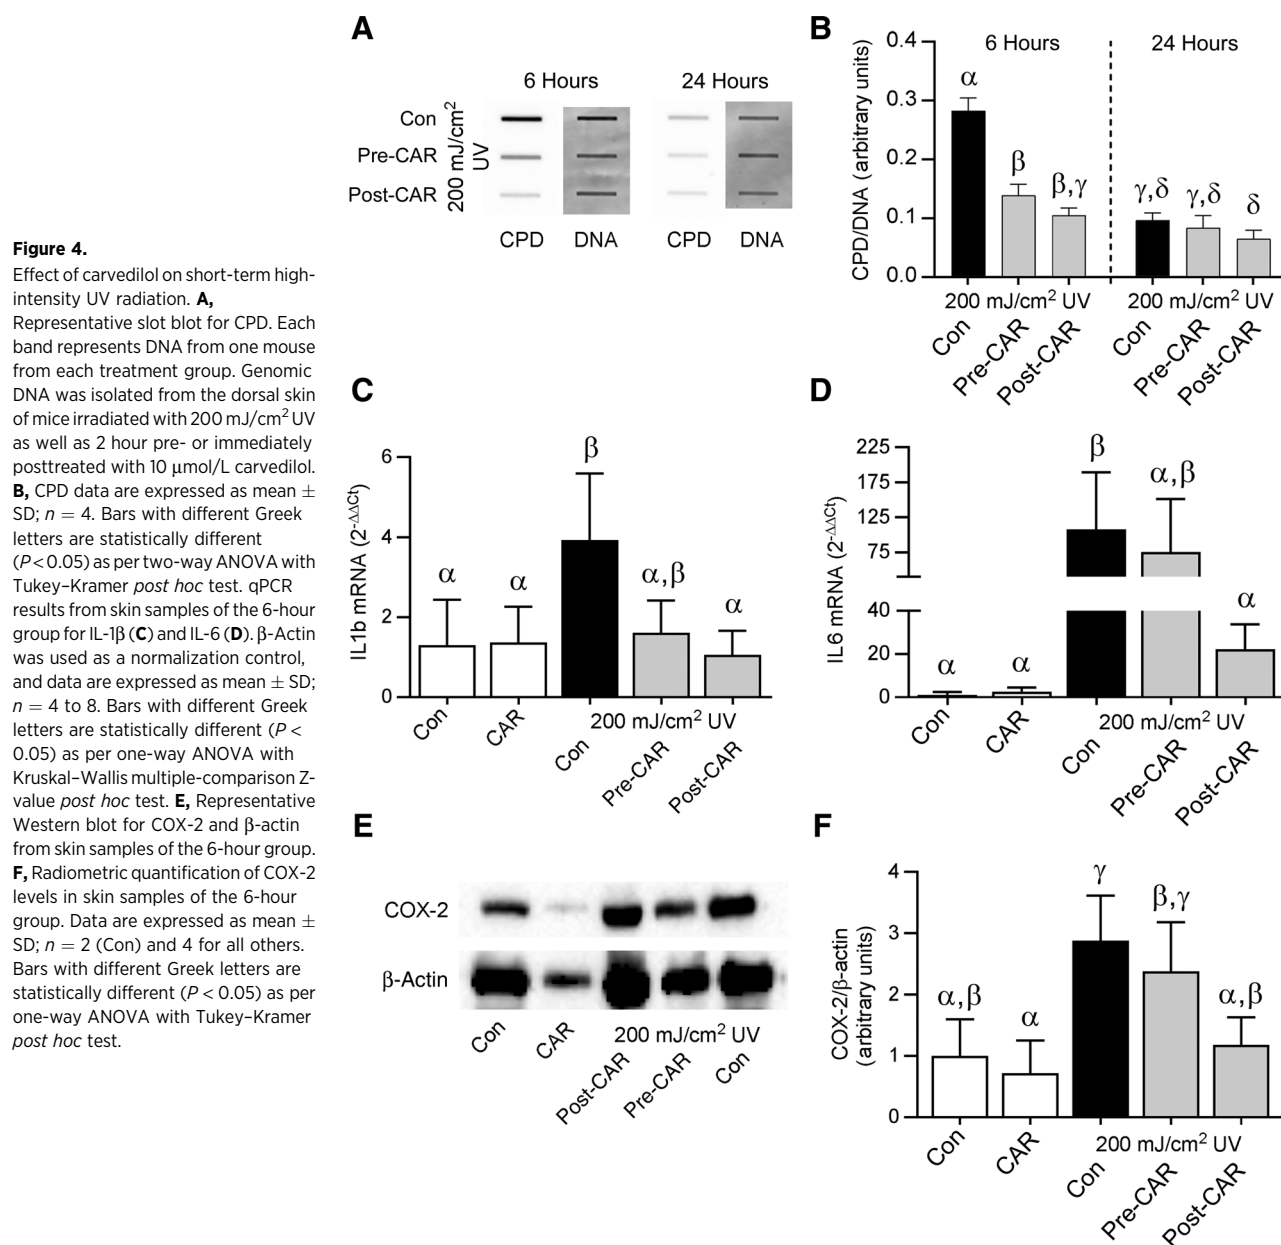 Figure 4.
Effect of carvedilol on short-term high-
intensity UV radiation. A,
Representative slot blot for CPD. Each
band represents DNA from one mouse
from each treatment group. Genomic
DNA was isolated from the dorsal skin
of mice irradiated with 200 mJ/cm² UV
as well as 2 hour pre- or immediately
posttreated with 10 μmol/L carvedilol.
B, CPD data are expressed as mean ±
SD; n = 4. Bars with different Greek
letters are statistically different
(P < 0.05) as per two-way ANOVA with
Tukey–Kramer post hoc test. qPCR
results from skin samples of the 6-hour
group for IL-1β (C) and IL-6 (D). β-Actin
was used as a normalization control,
and data are expressed as mean ± SD;
n = 4 to 8. Bars with different Greek
letters are statistically different (P <
0.05) as per one-way ANOVA with
Kruskal–Wallis multiple-comparison Z-
value post hoc test. E, Representative
Western blot for COX-2 and β-actin
from skin samples of the 6-hour group.
F, Radiometric quantification of COX-2
levels in skin samples of the 6-hour
group. Data are expressed as mean ±
SD; n = 2 (Con) and 4 for all others.
Bars with different Greek letters are
statistically different (P < 0.05) as per
one-way ANOVA with Tukey–Kramer
post hoc test.
A
6 Hours
24 Hours
Con
Pre-CAR
Post-CAR
200 mJ/cm²
UV
CPD
DNA
CPD
DNA
B
CPD/DNA (arbitrary units)
0.4
0.3
0.2
0.1
0.0
6 Hours
24 Hours
α
β
β,γ
γ,δ
γ,δ
δ
200 mJ/cm² UV
200 mJ/cm² UV
Con
Pre-CAR
Post-CAR
Con
Pre-CAR
Post-CAR
C
IL1b mRNA (2^-ΔΔCt)
6
4
2
0
α
α
β
α,β
α
200 mJ/cm² UV
Con
CAR
Con
Pre-CAR
Post-CAR
D
IL6 mRNA (2^-ΔΔCt)
225
175
125
75
40
20
0
α
α
β
α,β
α
200 mJ/cm² UV
Con
CAR
Con
Pre-CAR
Post-CAR
E
COX-2
β-Actin
200 mJ/cm² UV
Con
CAR
Post-CAR
Pre-CAR
Con
F
COX-2/β-actin
(arbitrary units)
4
3
2
1
0
α,β
α
γ
β,γ
α,β
200 mJ/cm² UV
Con
CAR
Con
Pre-CAR
Post-CAR